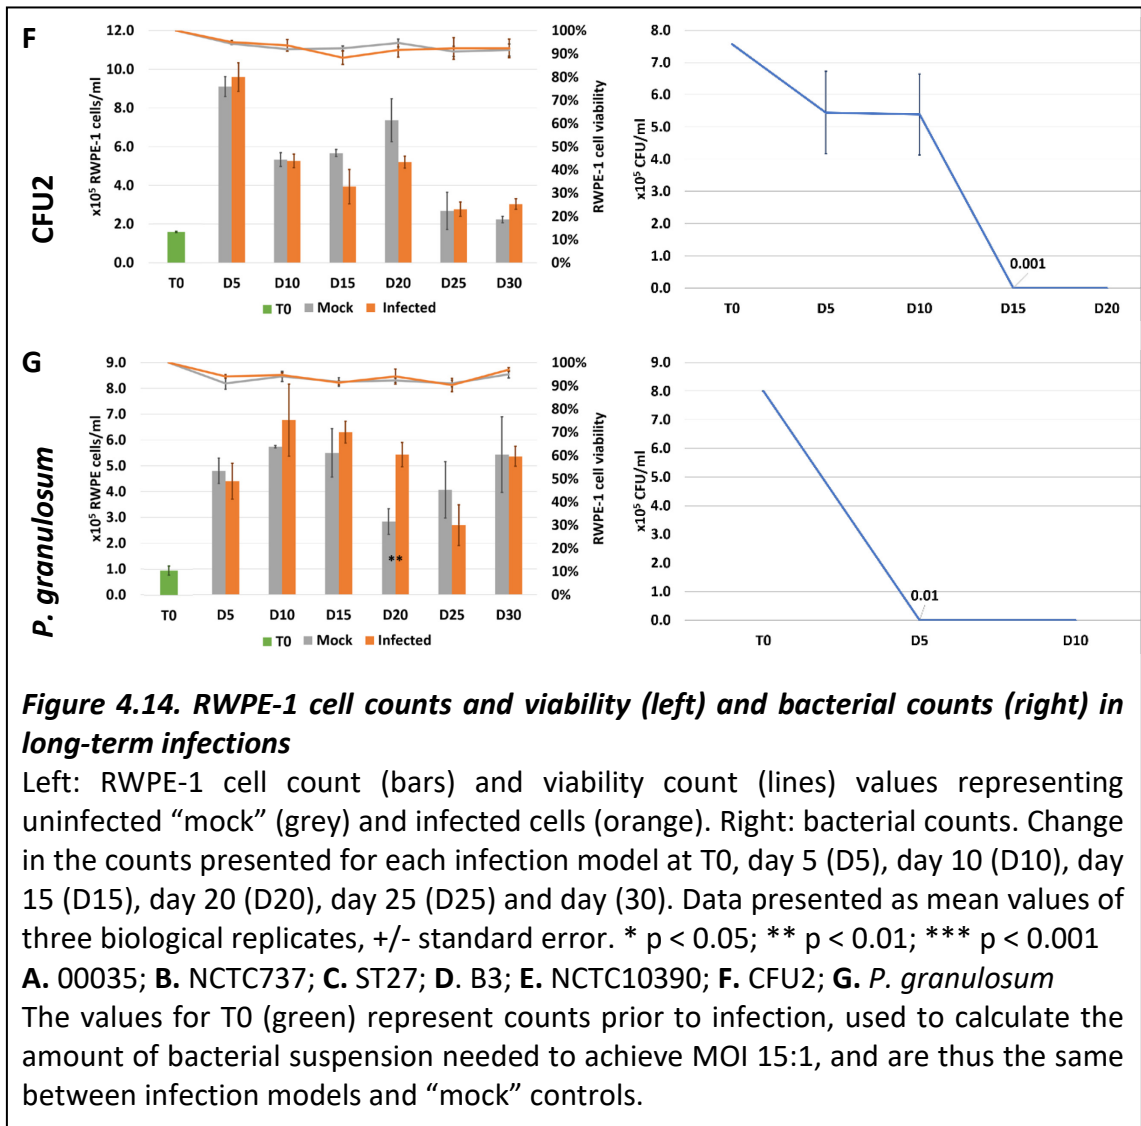 F
CFU2
12.0
10.0
8.0
6.0
4.0
2.0
0.0
x10⁵ RWPE-1 cells/ml
100%
90%
80%
70%
60%
50%
40%
30%
20%
10%
0%
RWPE-1 cell viability
T0 D5 D10 D15 D20 D25 D30
T0 Mock Infected
8.0
7.0
6.0
5.0
4.0
3.0
2.0
1.0
0.0
x10⁵ CFU/ml
0.001
T0 D5 D10 D15 D20
G
P. granulosum
9.0
8.0
7.0
6.0
5.0
4.0
3.0
2.0
1.0
0.0
x10⁵ RWPE cells/ml
**
100%
90%
80%
70%
60%
50%
40%
30%
20%
10%
0%
RWPE-1 cell viability
T0 D5 D10 D15 D20 D25 D30
T0 Mock Infected
9.0
8.0
7.0
6.0
5.0
4.0
3.0
2.0
1.0
0.0
x10⁵ CFU/ml
0.01
T0 D5 D10
Figure 4.14. RWPE-1 cell counts and viability (left) and bacterial counts (right) in
long-term infections
Left: RWPE-1 cell count (bars) and viability count (lines) values representing
uninfected “mock” (grey) and infected cells (orange). Right: bacterial counts. Change
in the counts presented for each infection model at T0, day 5 (D5), day 10 (D10), day
15 (D15), day 20 (D20), day 25 (D25) and day (30). Data presented as mean values of
three biological replicates, +/- standard error. * p < 0.05; ** p < 0.01; *** p < 0.001
A. 00035; B. NCTC737; C. ST27; D. B3; E. NCTC10390; F. CFU2; G. P. granulosum
The values for T0 (green) represent counts prior to infection, used to calculate the
amount of bacterial suspension needed to achieve MOI 15:1, and are thus the same
between infection models and “mock” controls.